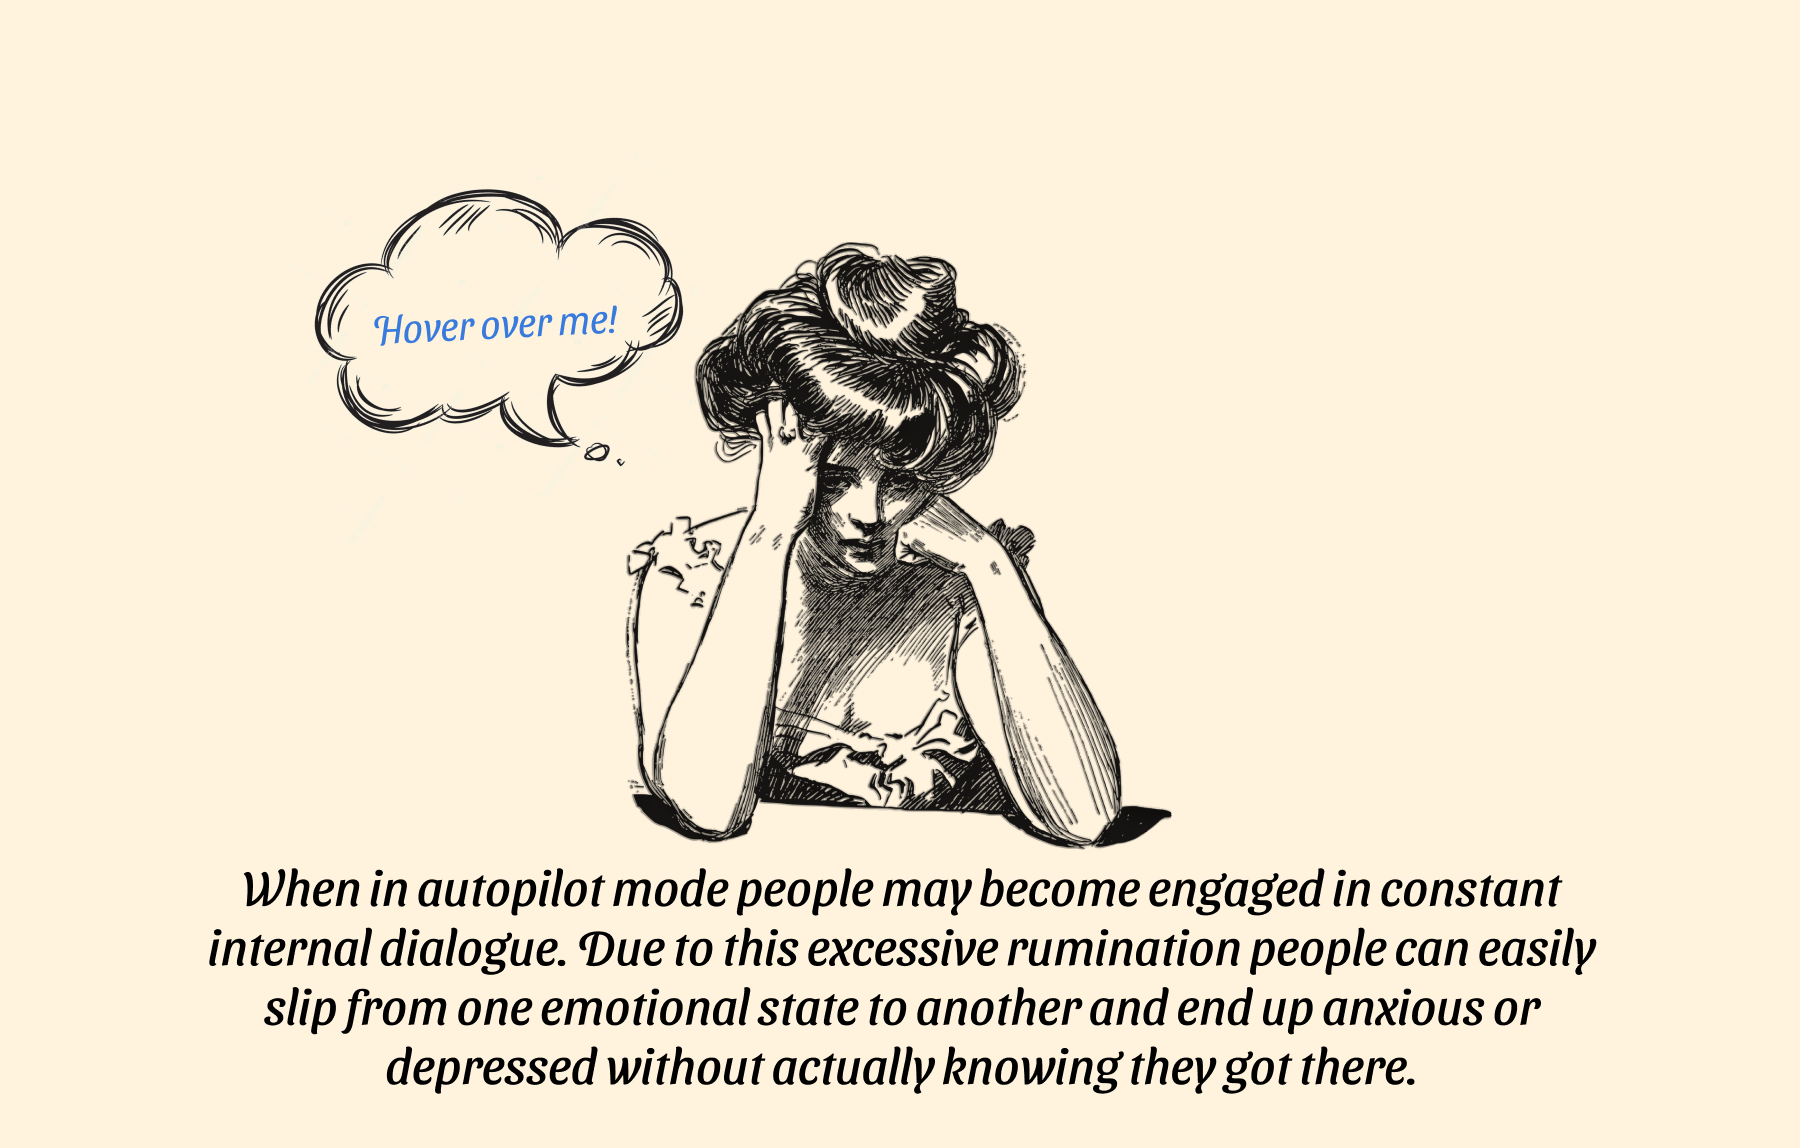 Hover over me!
When in autopilot mode people may become engaged in constant
internal dialogue. Due to this excessive rumination people can easily
slip from one emotional state to another and end up anxious or
depressed without actually knowing they got there.